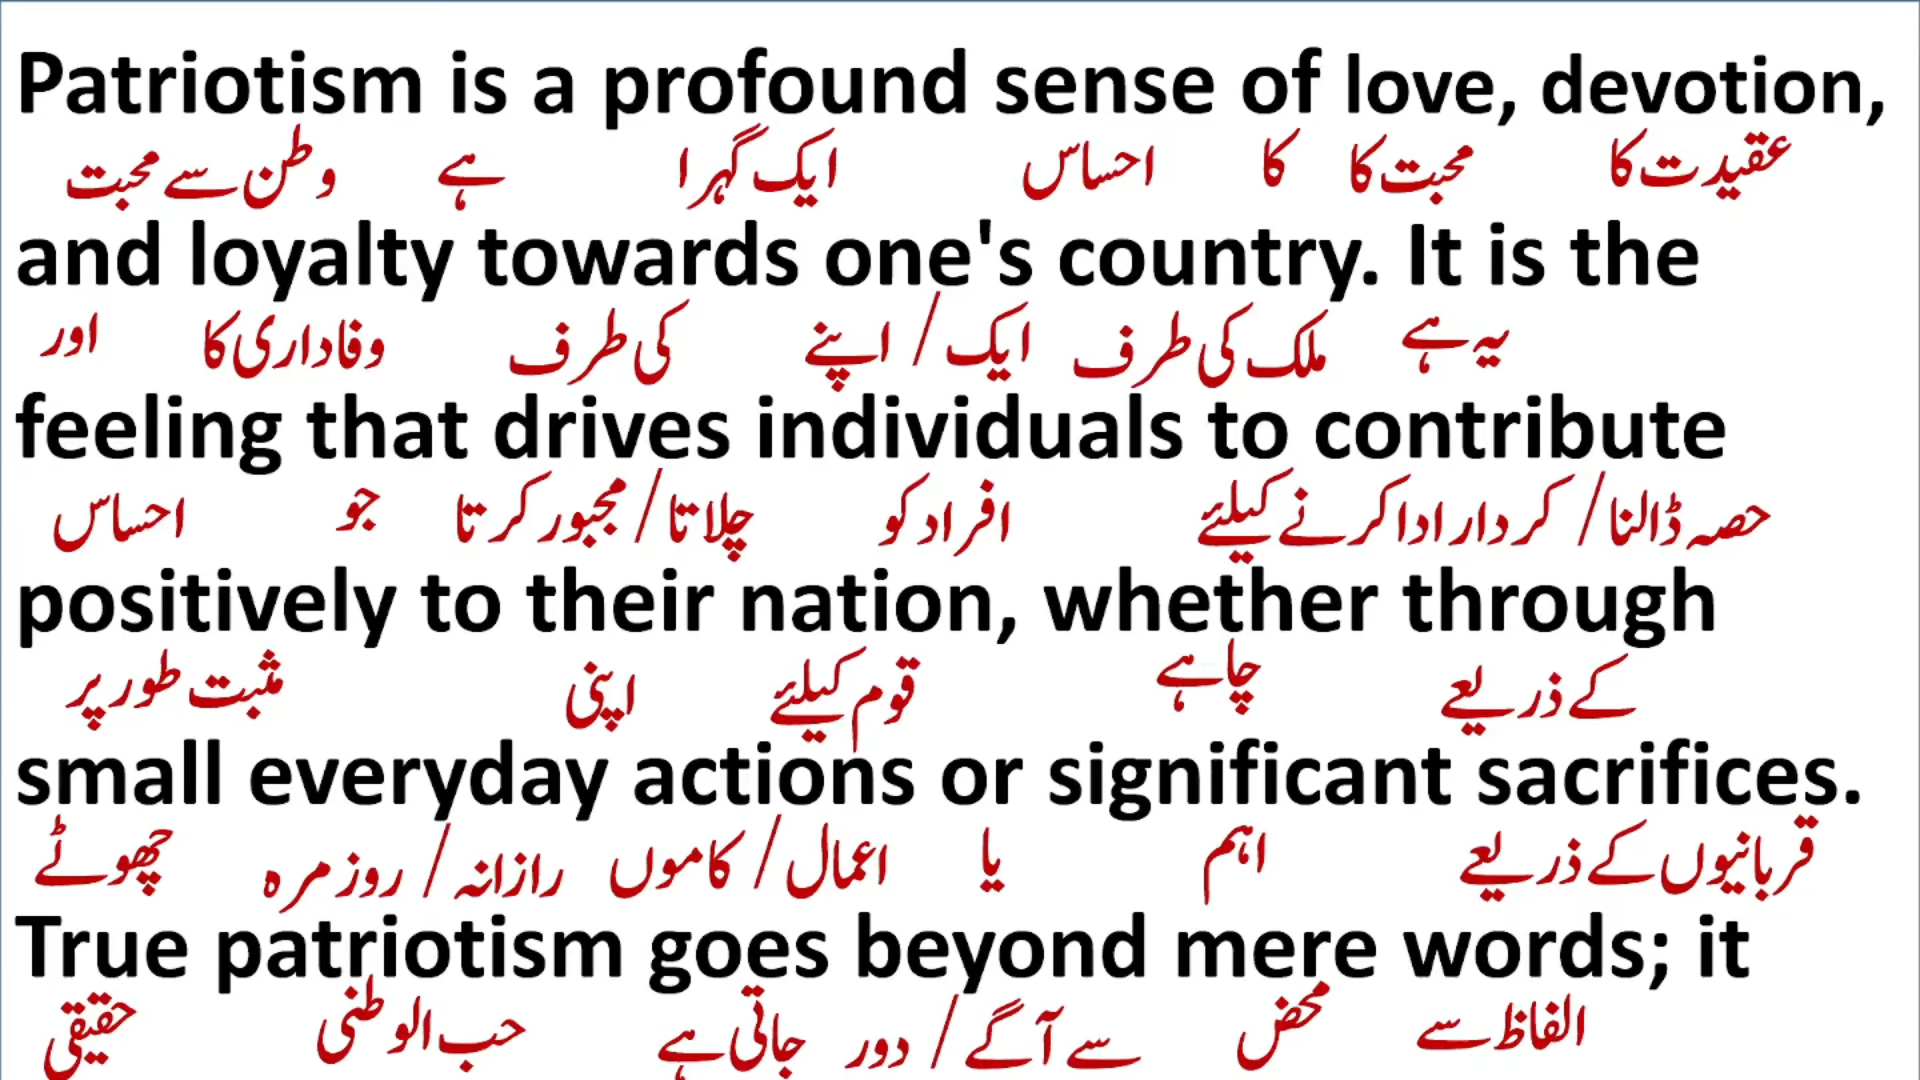 Patriotism is a profound sense of love, devotion,
وطن سے محبت ہے ایک گہرا احساس کا محبت کا عقیدت کا
and loyalty towards one's country. It is the
اور وفاداری کا کی طرف ایک / اپنے ملک کی طرف یہ ہے
feeling that drives individuals to contribute
احساس جو چلاتا/مجبور کرتا افراد کو حصہ ڈالنا/ کردار ادا کرنے کیلئے
positively to their nation, whether through
مثبت طور پر اپنی قوم کیلئے چاہے کے ذریعے
small everyday actions or significant sacrifices.
چھوٹے رازانہ/ روزمرہ اعمال/ کاموں یا اہم قربانیوں کے ذریعے
True patriotism goes beyond mere words; it
حقیقی حب الوطنی جاتی ہے سے آگے/ دور محض الفاظ سے